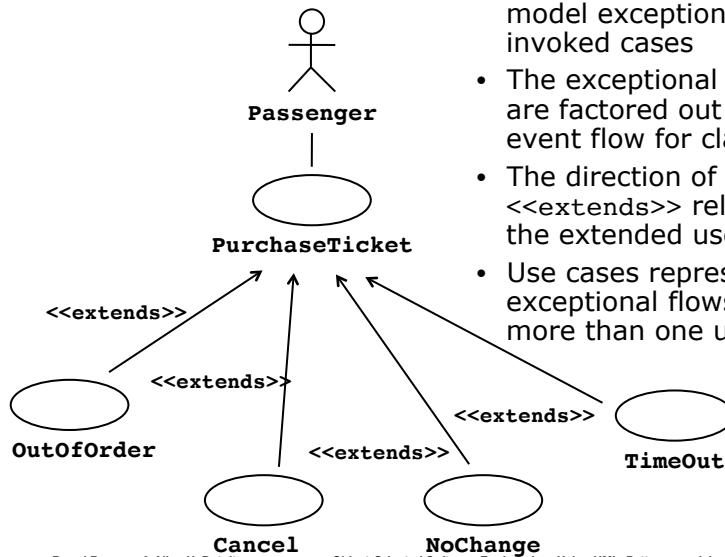 model exception
invoked cases
• The exceptional
are factored out
event flow for cla
• The direction of
<<extends>> rel
the extended us
• Use cases repres
exceptional flows
more than one u
Passenger
PurchaseTicket
<<extends>>
<<extends>>
<<extends>>
<<extends>>
OutOfOrder
TimeOut
Cancel
NoChange